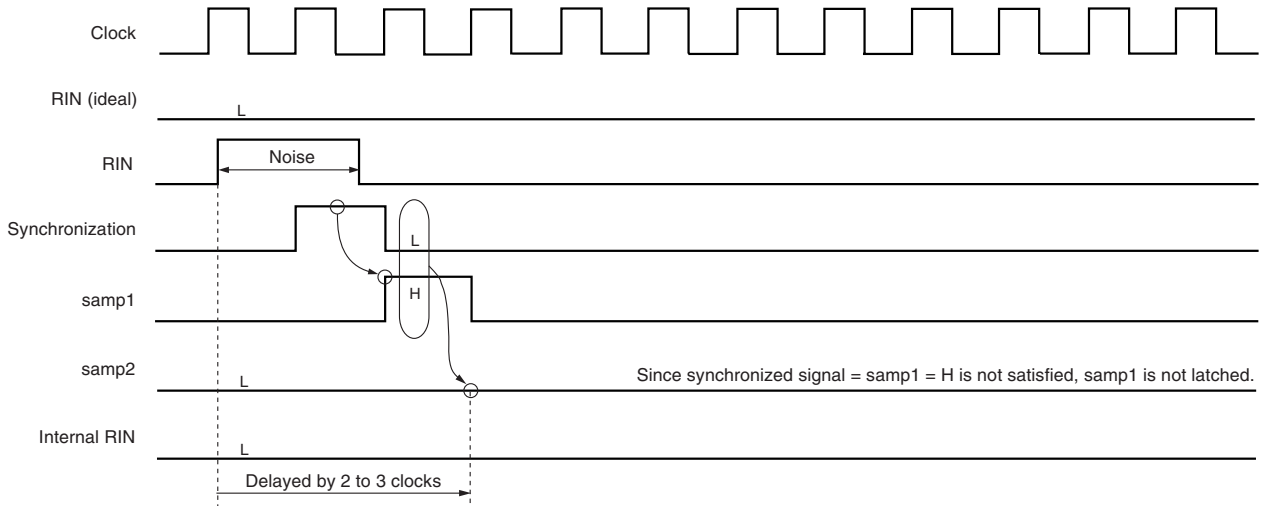 Clock
RIN (ideal)
L
RIN
Noise
Synchronization
L
samp1
H
samp2
L
Since synchronized signal = samp1 = H is not satisfied, samp1 is not latched.
Internal RIN
L
Delayed by 2 to 3 clocks